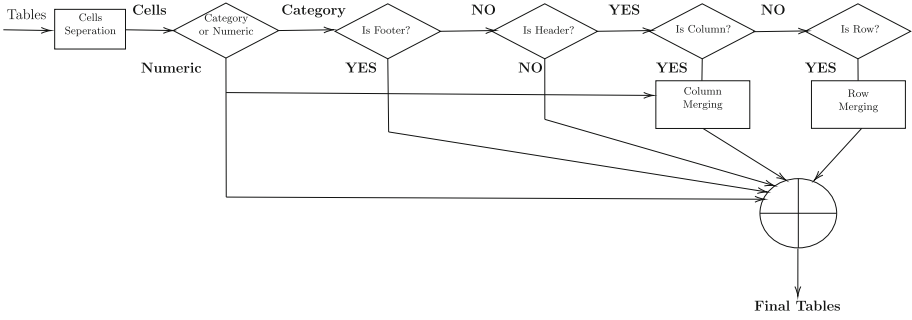 Tables
Cells
Seperation
Cells
Category
or Numeric
Category
Is Footer?
NO
Is Header?
YES
Is Column?
NO
Is Row?
Numeric
YES
NO
YES
YES
Column
Merging
Row
Merging
Final Tables